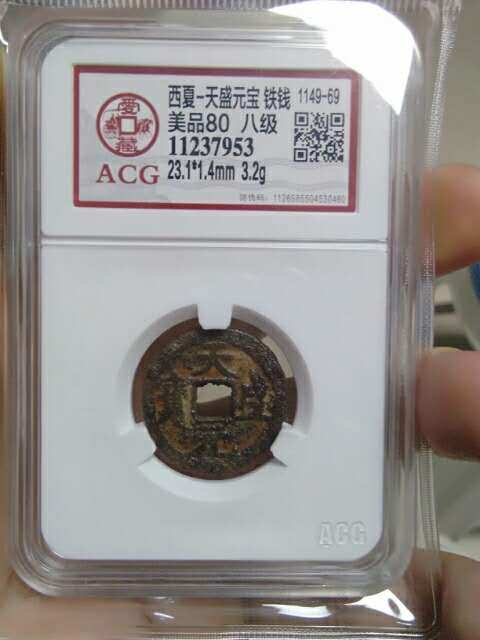 西夏-天盛元宝 铁钱 1149-69
美品80 八级
11237953
ACG 23.1*1.4mm 3.2g
天
元
ACG